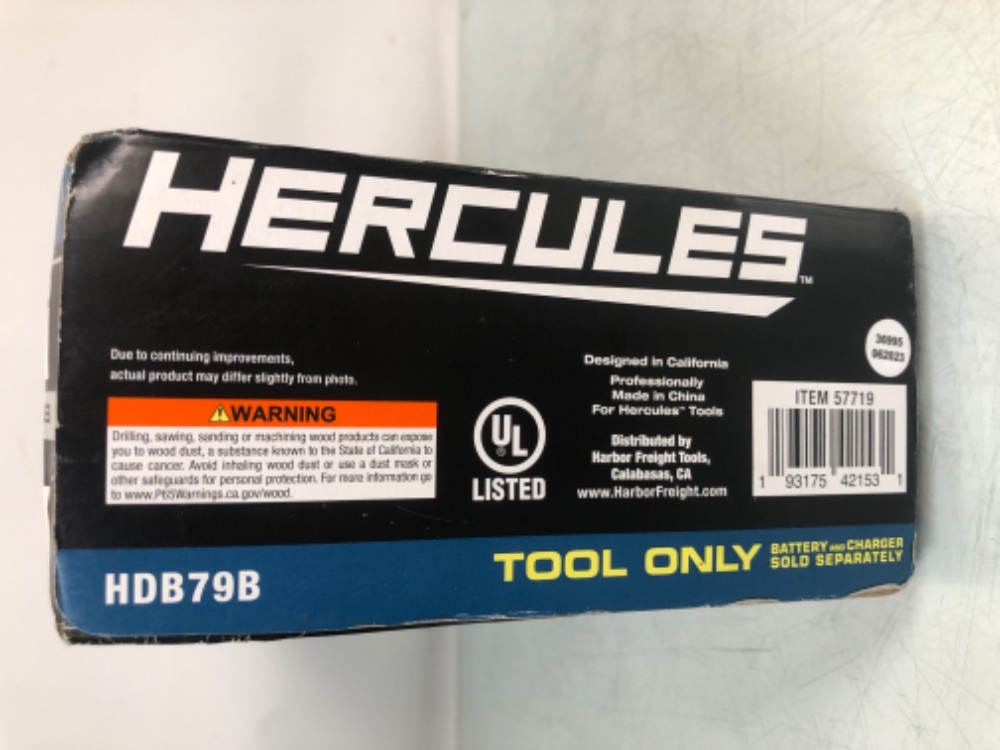 HERCULES™
Due to continuing improvements,
actual product may differ slightly from photo.
⚠WARNING
Drilling, sawing, sanding or machining wood products can expose
you to wood dust, a substance known to the State of California to
cause cancer. Avoid inhaling wood dust or use a dust mask or
other safeguards for personal protection. For more information go
to www.P65Warnings.ca.gov/wood.
UL
®
LISTED
Designed in California
Professionally
Made in China
For Hercules™ Tools
Distributed by
Harbor Freight Tools,
Calabasas, CA
www.HarborFreight.com
36995
062023
ITEM 57719
1 93175 42153 1
HDB79B
TOOL ONLY
BATTERY AND CHARGER
SOLD SEPARATELY